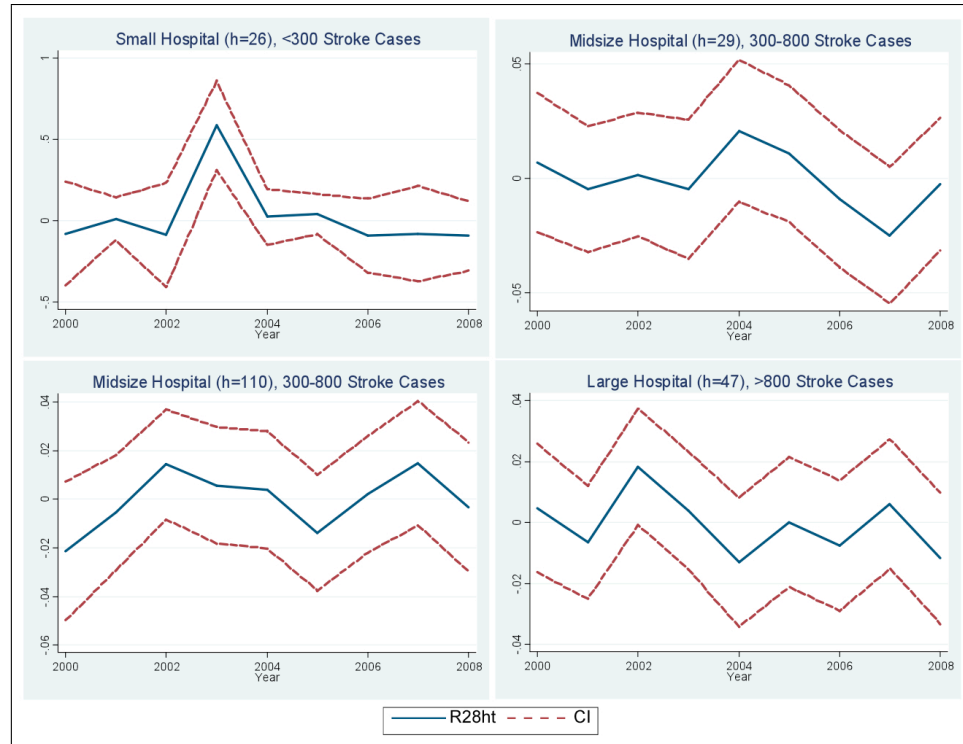 Small Hospital (h=26), <300 Stroke Cases
1
.5
0
-.5
2000 2002 2004 2006 2008
Year
Midsize Hospital (h=29), 300-800 Stroke Cases
.05
0
-.05
2000 2002 2004 2006 2008
Year
Midsize Hospital (h=110), 300-800 Stroke Cases
.04
.02
0
-.02
-.04
-.06
2000 2002 2004 2006 2008
Year
Large Hospital (h=47), >800 Stroke Cases
.04
.02
0
-.02
-.04
2000 2002 2004 2006 2008
Year
R28ht CI